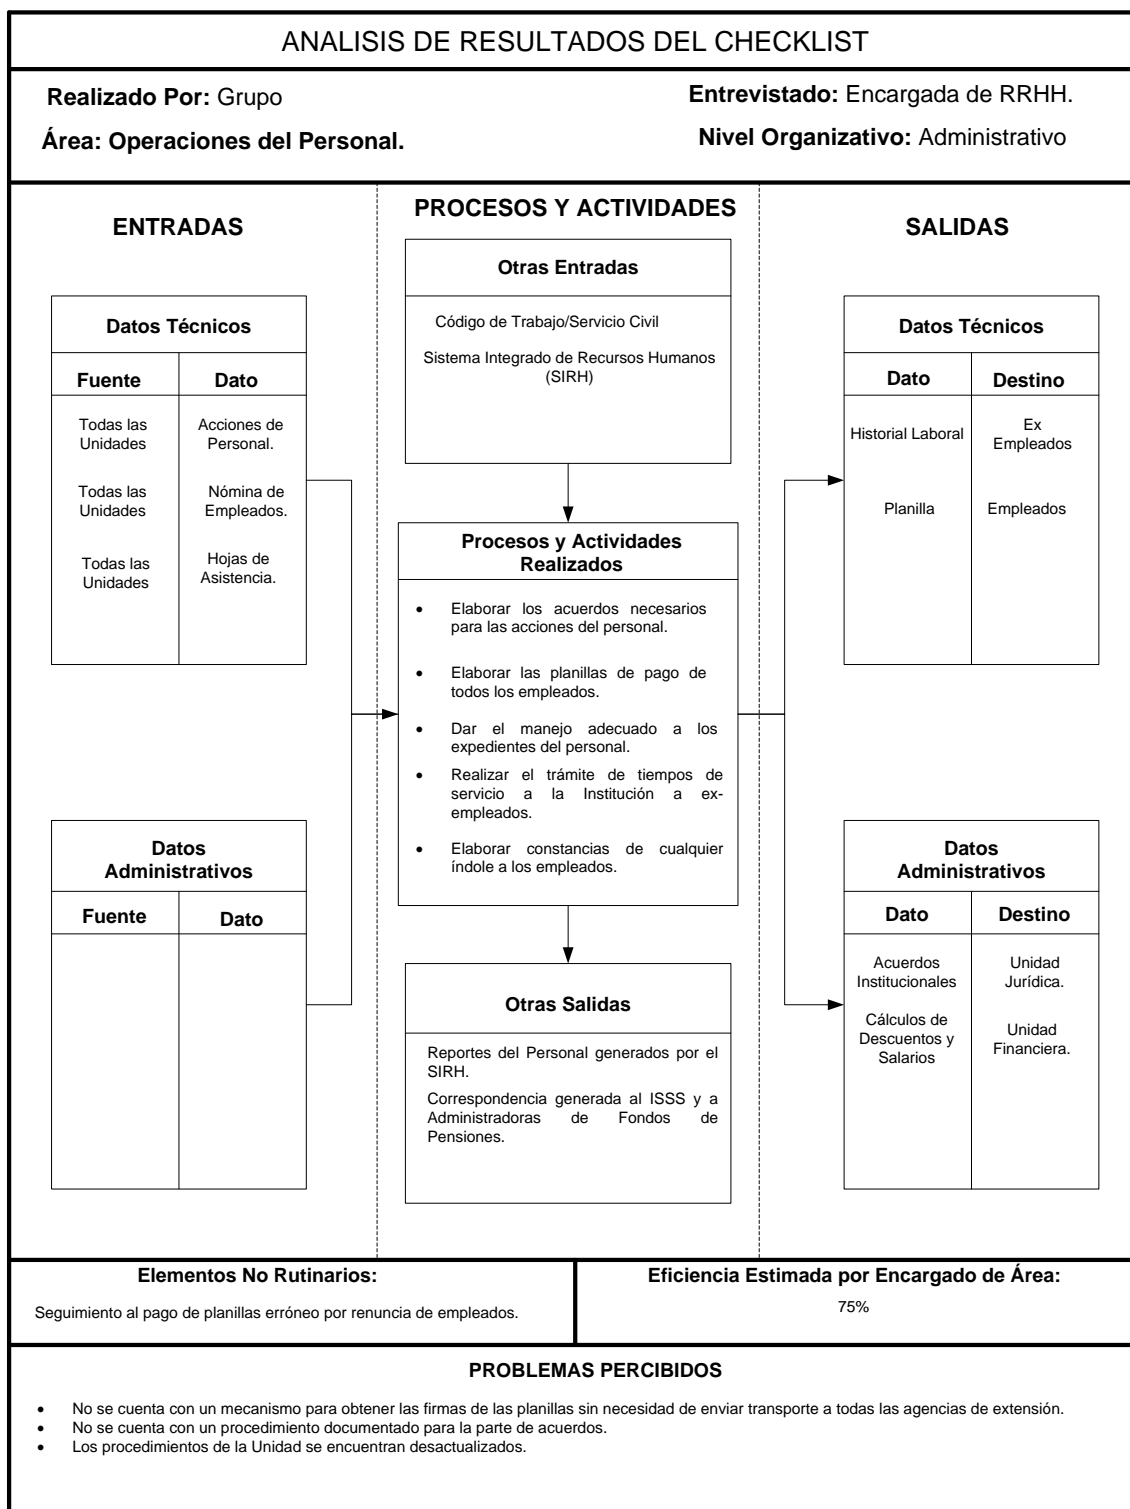 ANALISIS DE RESULTADOS DEL CHECKLIST
Realizado Por: Grupo
Entrevistado: Encargada de RRHH.
Área: Operaciones del Personal.
Nivel Organizativo: Administrativo
ENTRADAS
Datos Técnicos
Fuente Dato
Todas las
Unidades
Acciones de
Personal.
Todas las
Unidades
Nómina de
Empleados.
Todas las
Unidades
Hojas de
Asistencia.
Datos
Administrativos
Fuente Dato
PROCESOS Y ACTIVIDADES
Otras Entradas
Código de Trabajo/Servicio Civil
Sistema Integrado de Recursos Humanos
(SIRH)
Procesos y Actividades
Realizados
• Elaborar los acuerdos necesarios
para las acciones del personal.
• Elaborar las planillas de pago de
todos los empleados.
• Dar el manejo adecuado a los
expedientes del personal.
• Realizar el trámite de tiempos de
servicio a la Institución a ex-
empleados.
• Elaborar constancias de cualquier
índole a los empleados.
Otras Salidas
Reportes del Personal generados por el
SIRH.
Correspondencia generada al ISSS y a
Administradoras de Fondos de
Pensiones.
SALIDAS
Datos Técnicos
Dato Destino
Historial Laboral
Ex
Empleados
Planilla Empleados
Datos
Administrativos
Dato Destino
Acuerdos
Institucionales
Unidad
Jurídica.
Cálculos de
Descuentos y
Salarios
Unidad
Financiera.
Elementos No Rutinarios:
Seguimiento al pago de planillas erróneo por renuncia de empleados.
Eficiencia Estimada por Encargado de Área:
75%
PROBLEMAS PERCIBIDOS
• No se cuenta con un mecanismo para obtener las firmas de las planillas sin necesidad de enviar transporte a todas las agencias de extensión.
• No se cuenta con un procedimiento documentado para la parte de acuerdos.
• Los procedimientos de la Unidad se encuentran desactualizados.